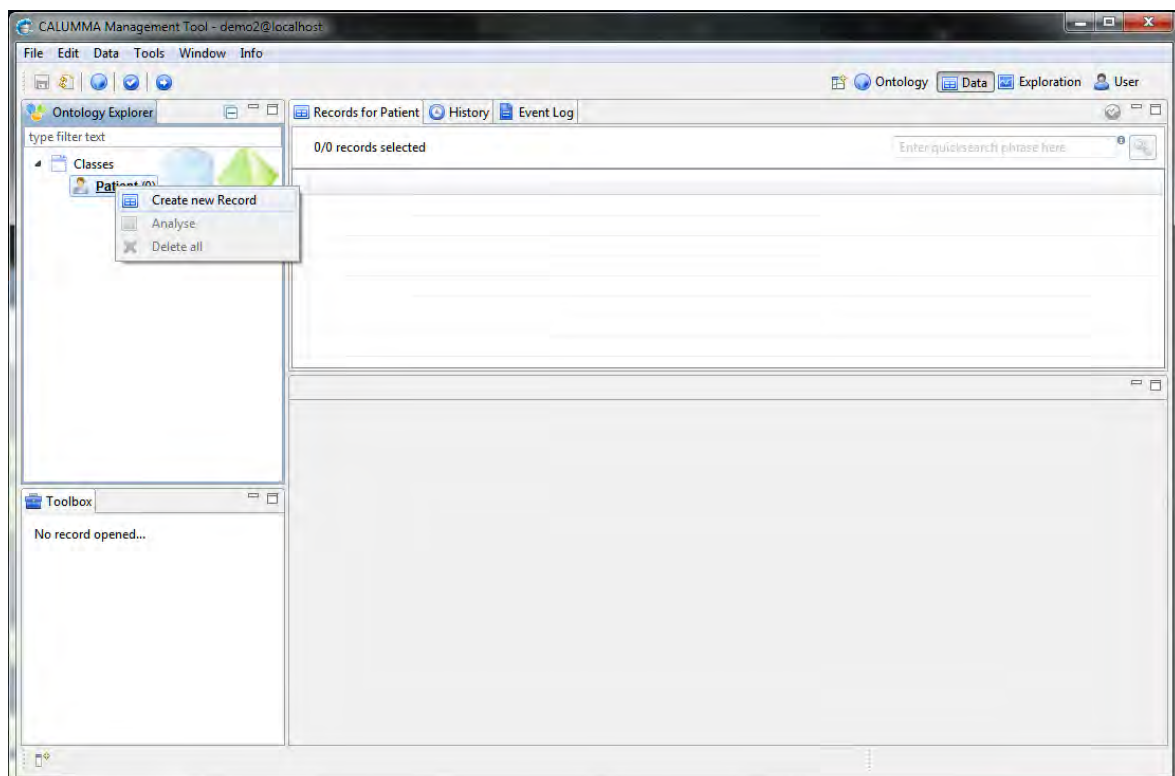 CALUMMA Management Tool - demo2@localhost
File Edit Data Tools Window Info
Ontology Data Exploration User
Ontology Explorer
Records for Patient History Event Log
type filter text
0/0 records selected
Enter quicksearch phrase here
Classes
Patient (0)
Create new Record
Analyse
Delete all
Toolbox
No record opened...